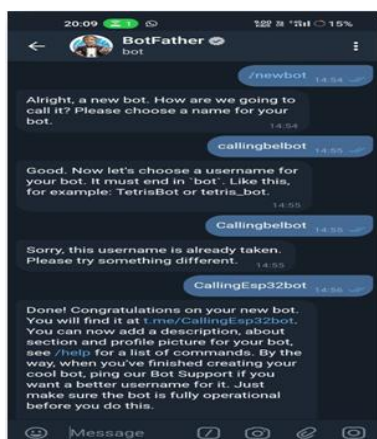 20:09
15%
BotFather
bot
/newbot 14:54
Alright, a new bot. How are we going to
call it? Please choose a name for your
bot.
14:54
callingbelbot 14:55
Good. Now let's choose a username for
your bot. It must end in `bot`. Like this,
for example: TetrisBot or tetris_bot.
14:55
Callingbelbot 14:55
Sorry, this username is already taken.
Please try something different.
14:55
CallingEsp32bot 14:56
Done! Congratulations on your new bot.
You will find it at t.me/CallingEsp32bot.
You can now add a description, about
section and profile picture for your bot,
see /help for a list of commands. By the
way, when you've finished creating your
cool bot, ping our Bot Support if you
want a better username for it. Just
make sure the bot is fully operational
before you do this.
Message